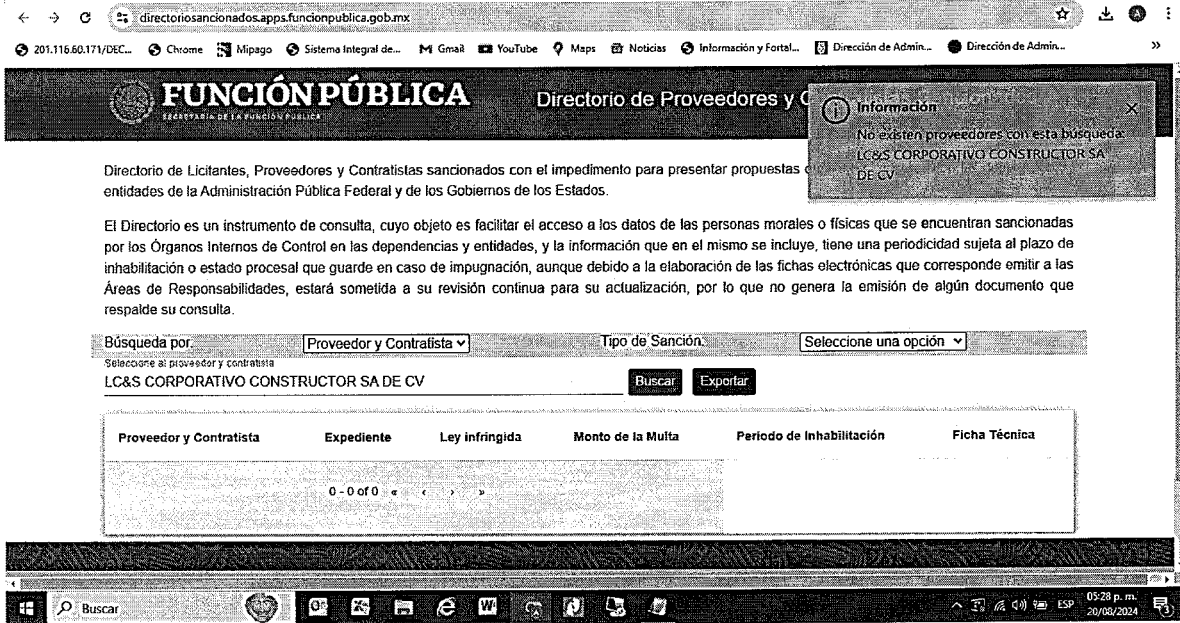 directoriosancionados.apps.funcionpublica.gob.mx
201.116.60.171/DEC... Chrome Mipago Sistema Integral de... Gmail YouTube Maps Noticias Información y Fortal... Dirección de Admin... Dirección de Admin... »
FUNCIÓN PÚBLICA
SECRETARÍA DE LA FUNCIÓN PÚBLICA
Directorio de Proveedores y C
Información
No existen proveedores con esta búsqueda:
LC&S CORPORATIVO CONSTRUCTOR SA
DE CV
Directorio de Licitantes, Proveedores y Contratistas sancionados con el impedimento para presentar propuestas
entidades de la Administración Pública Federal y de los Gobiernos de los Estados.
El Directorio es un instrumento de consulta, cuyo objeto es facilitar el acceso a los datos de las personas morales o físicas que se encuentran sancionadas
por los Órganos Internos de Control en las dependencias y entidades, y la información que en el mismo se incluye, tiene una periodicidad sujeta al plazo de
inhabilitación o estado procesal que guarde en caso de impugnación, aunque debido a la elaboración de las fichas electrónicas que corresponde emitir a las
Áreas de Responsabilidades, estará sometida a su revisión continua para su actualización, por lo que no genera la emisión de algún documento que
respalde su consulta.
Búsqueda por: Proveedor y Contratista Tipo de Sanción: Seleccione una opción
Seleccione al proveedor y contratista
LC&S CORPORATIVO CONSTRUCTOR SA DE CV Buscar Exportar
Proveedor y Contratista Expediente Ley infringida Monto de la Multa Periodo de Inhabilitación Ficha Técnica
0 - 0 of 0 « ‹ › »
Buscar ESP 05:28 p. m.
20/08/2024